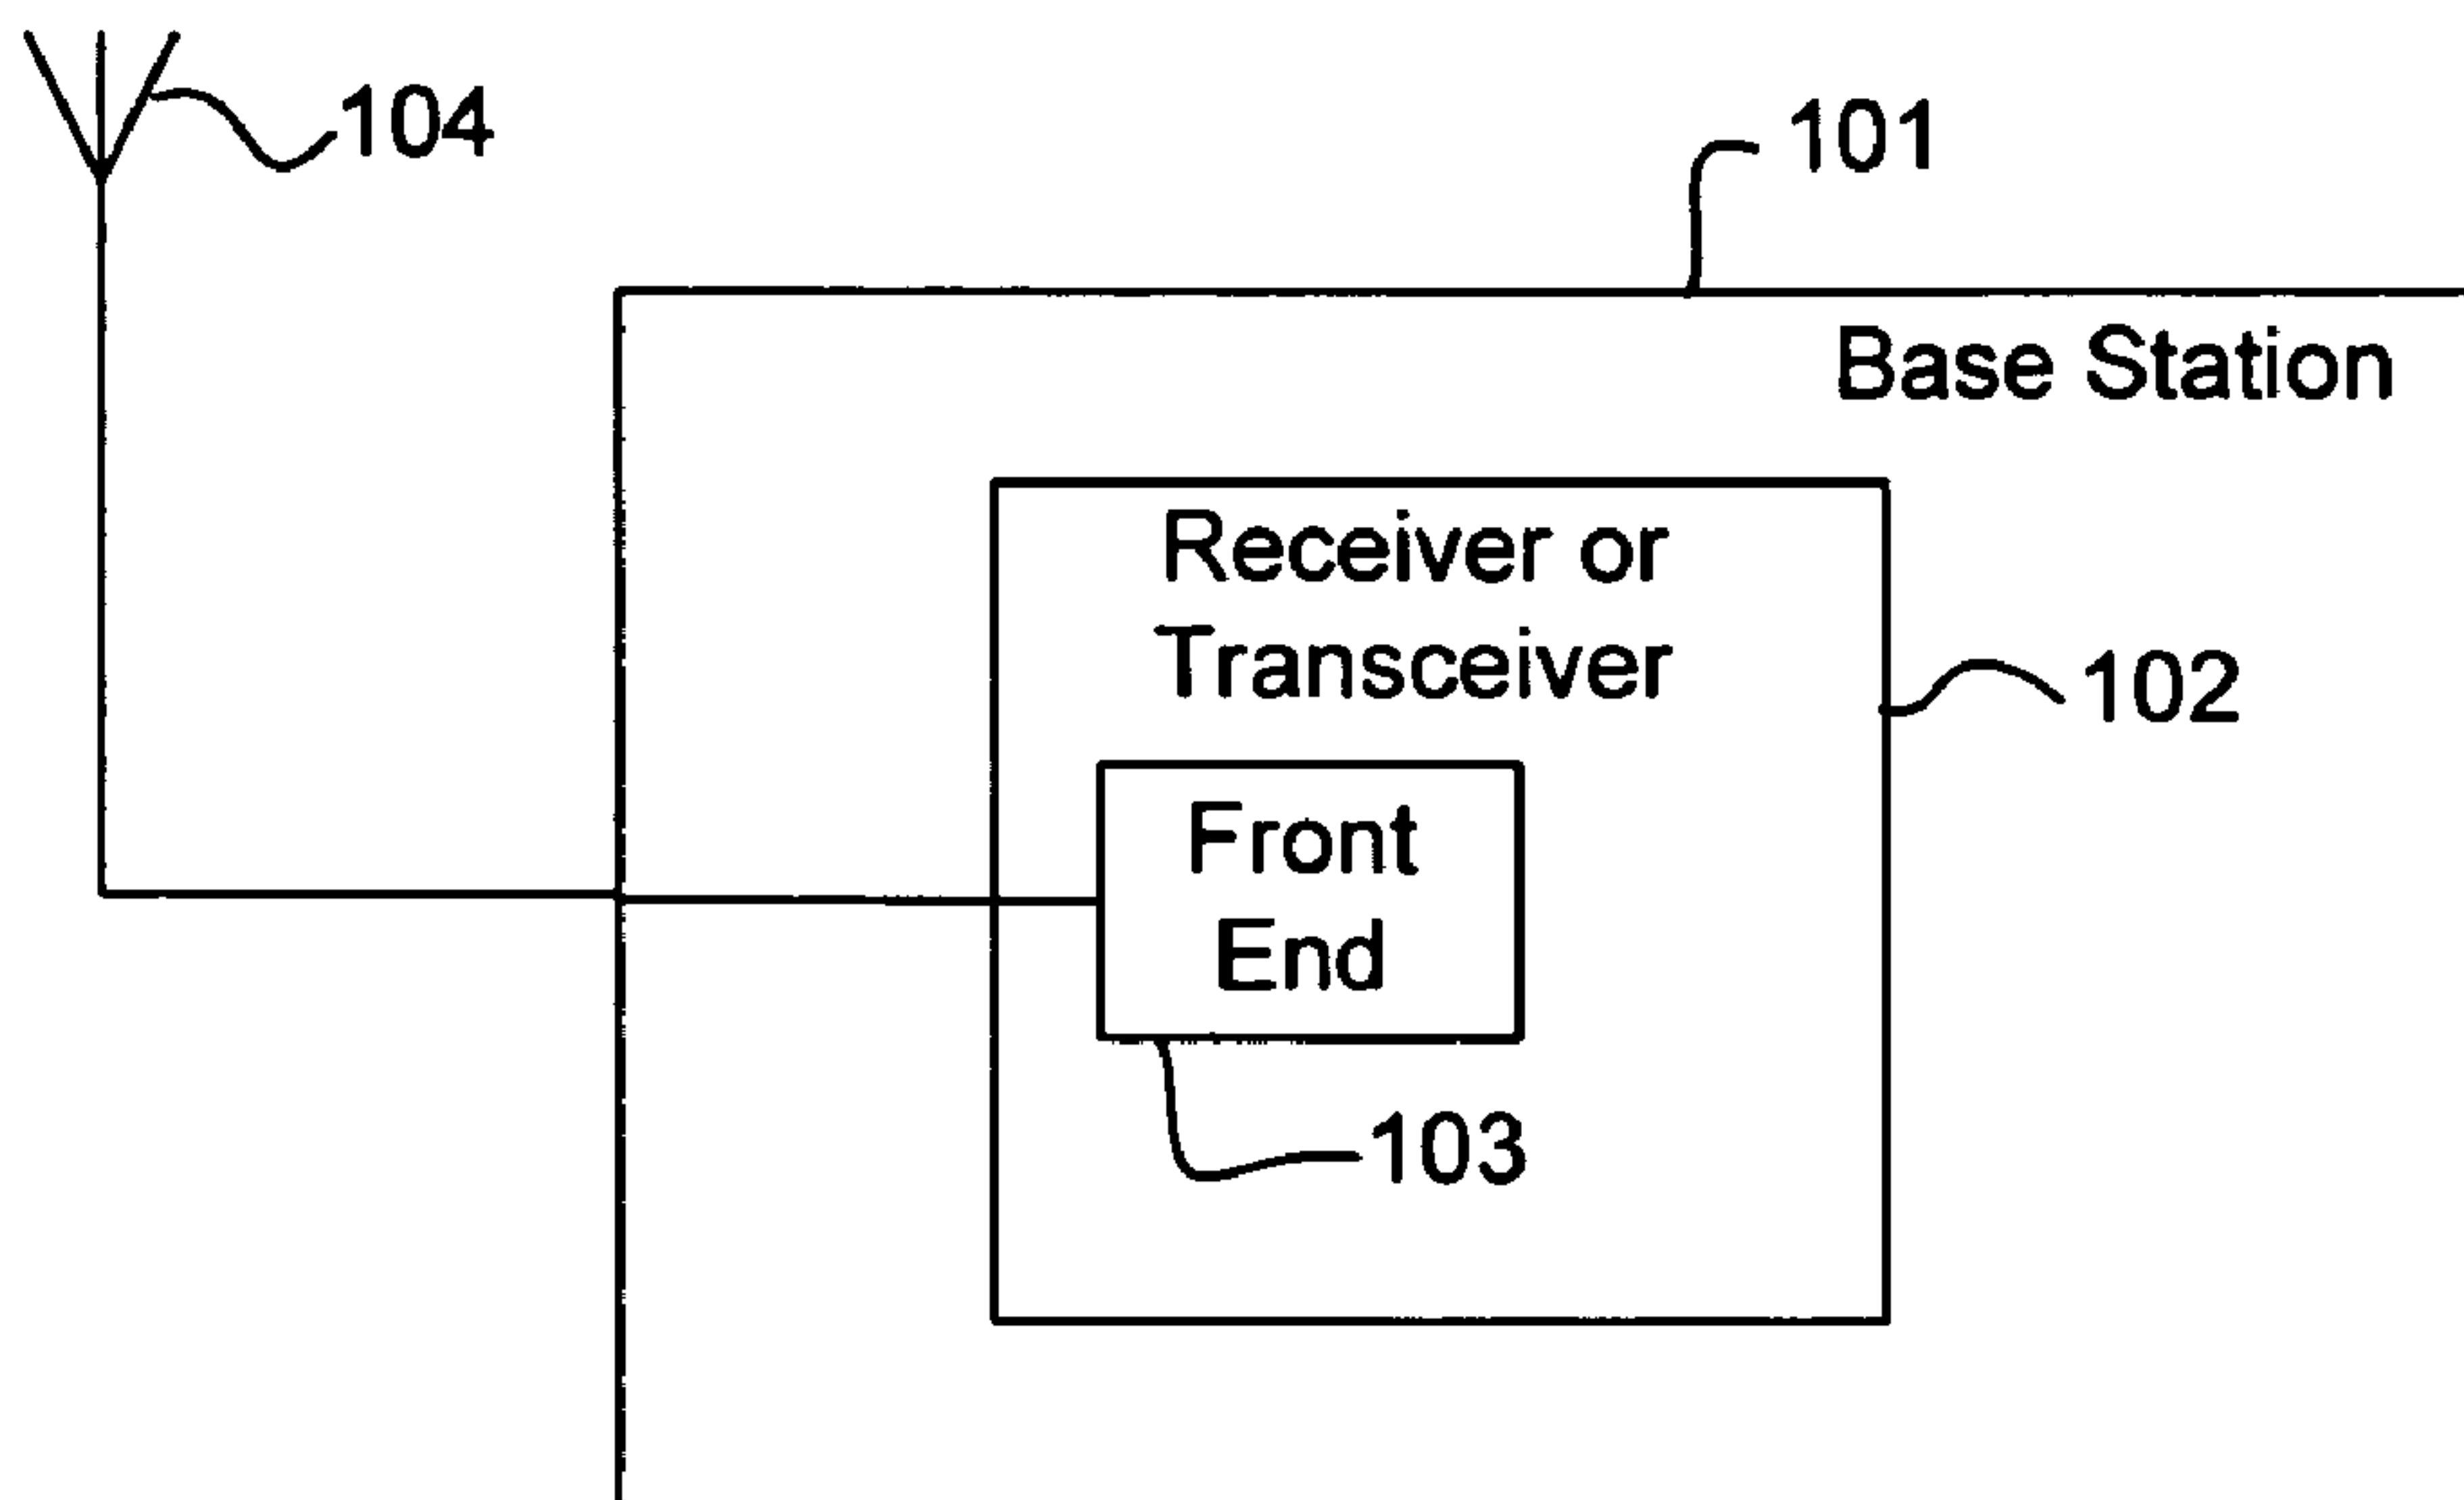 104
101
Base Station
Receiver or
Transceiver
102
Front
End
103